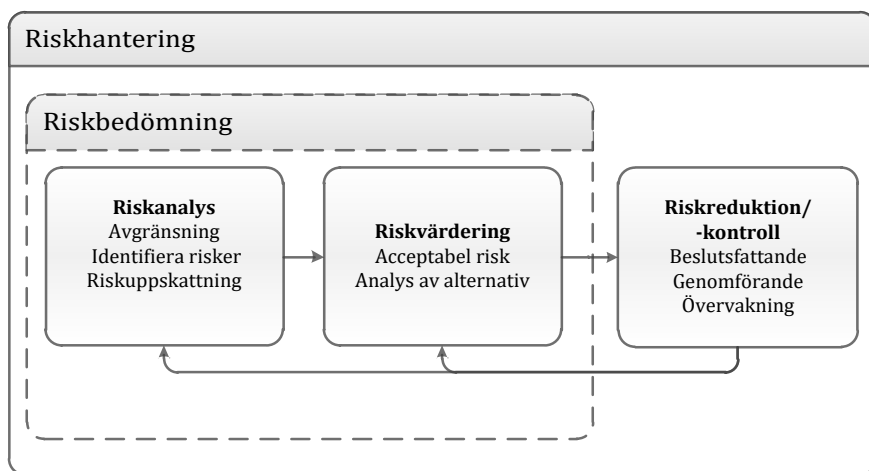 Riskhantering
Riskbedömning
Riskanalys
Avgränsning
Identifiera risker
Riskuppskattning
Riskvärdering
Acceptabel risk
Analys av alternativ
Riskreduktion/
-kontroll
Beslutsfattande
Genomförande
Övervakning